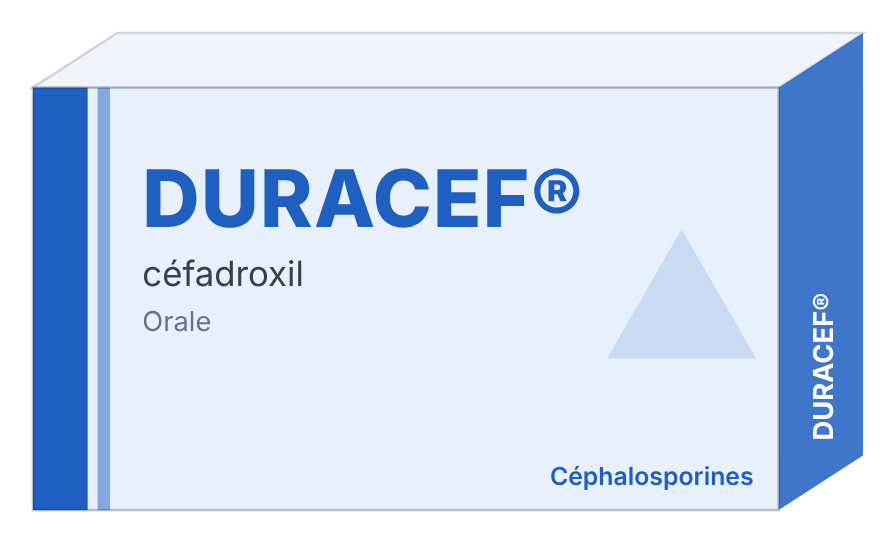 DURACEF®
céfadroxil
Orale
Céphalosporines
DURACEF®